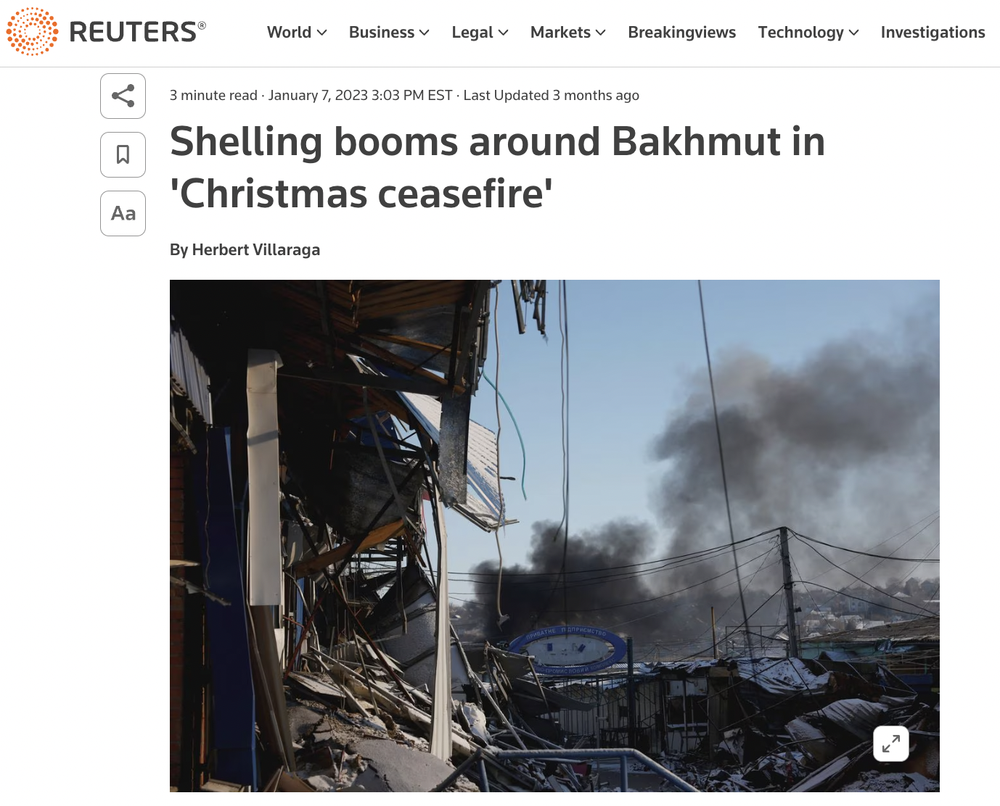 REUTERS®
World Business Legal Markets Breakingviews Technology Investigations
3 minute read · January 7, 2023 3:03 PM EST · Last Updated 3 months ago
Shelling booms around Bakhmut in
'Christmas ceasefire'
Aa
By Herbert Villaraga
ПРИВАТНЕ ПІДПРИЄМСТВО